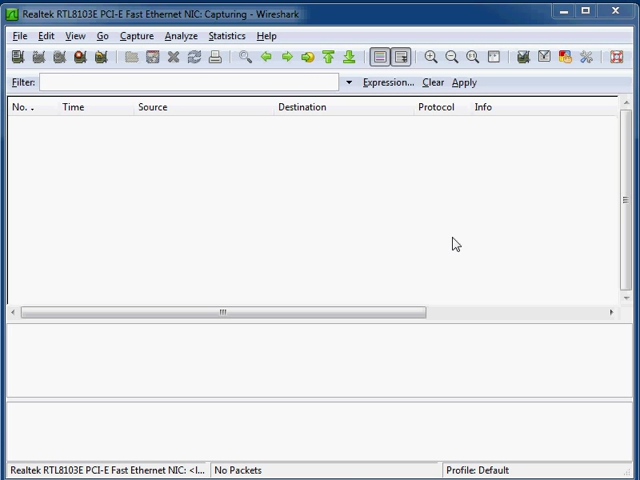 Realtek RTL8103E PCI-E Fast Ethernet NIC: Capturing - Wireshark
File Edit View Go Capture Analyze Statistics Help
Filter: Expression... Clear Apply
No. . Time Source Destination Protocol Info
Realtek RTL8103E PCI-E Fast Ethernet NIC: <l... No Packets Profile: Default